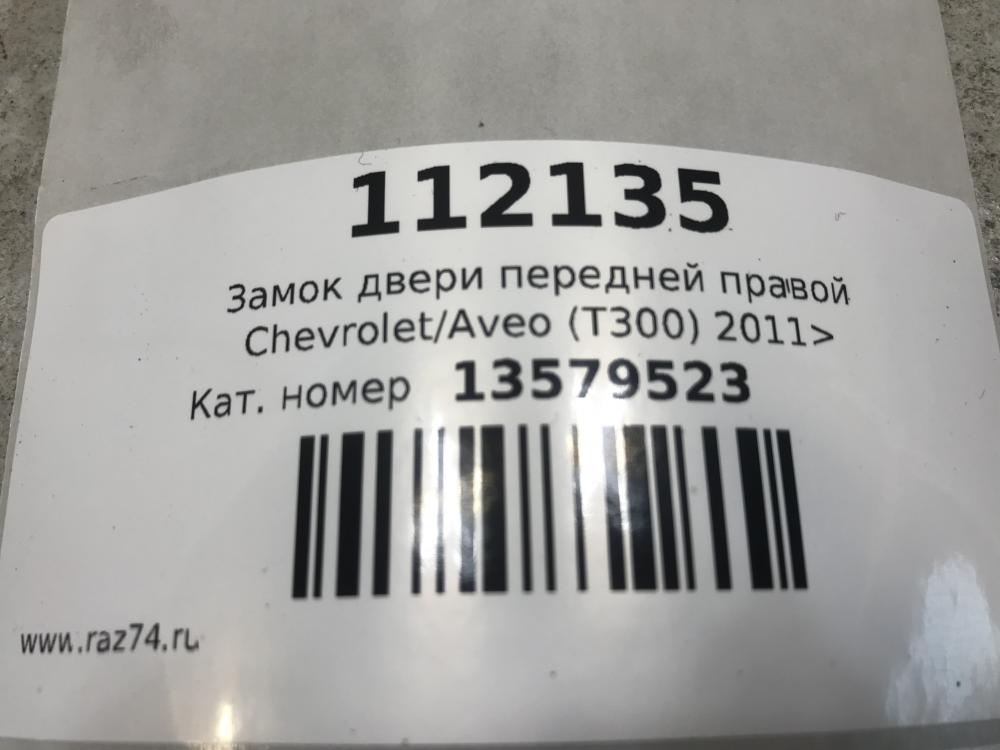 112135
Замок двери передней правой
Chevrolet/Aveo (T300) 2011>
Кат. номер 13579523
www.raz74.ru